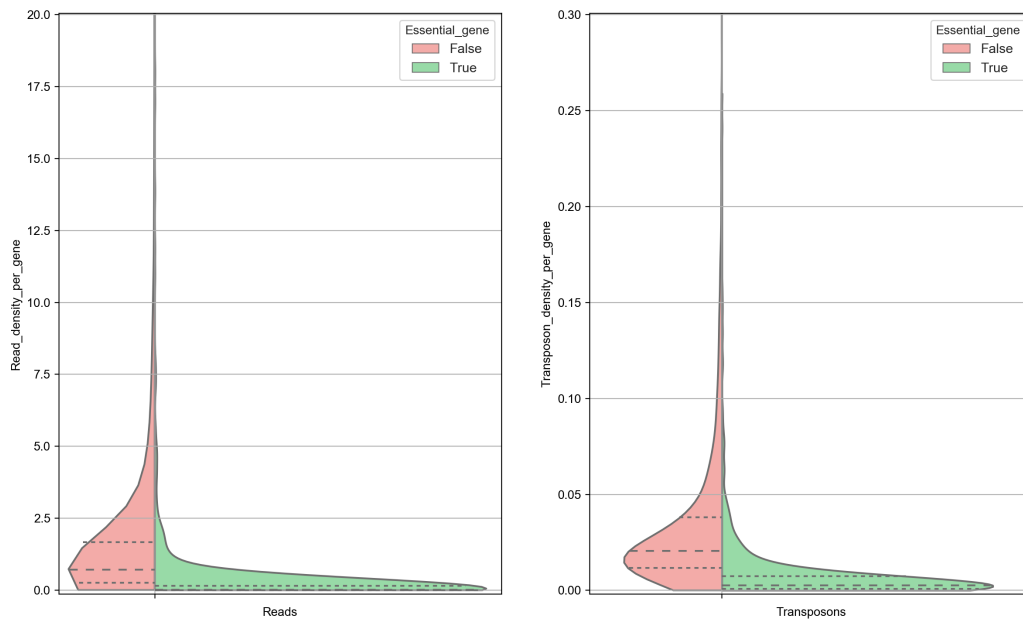 Read_density_per_gene
20.0
17.5
15.0
12.5
10.0
7.5
5.0
2.5
0.0
Essential_gene
False
True
Reads
Transposon_density_per_gene
0.30
0.25
0.20
0.15
0.10
0.05
0.00
Essential_gene
False
True
Transposons